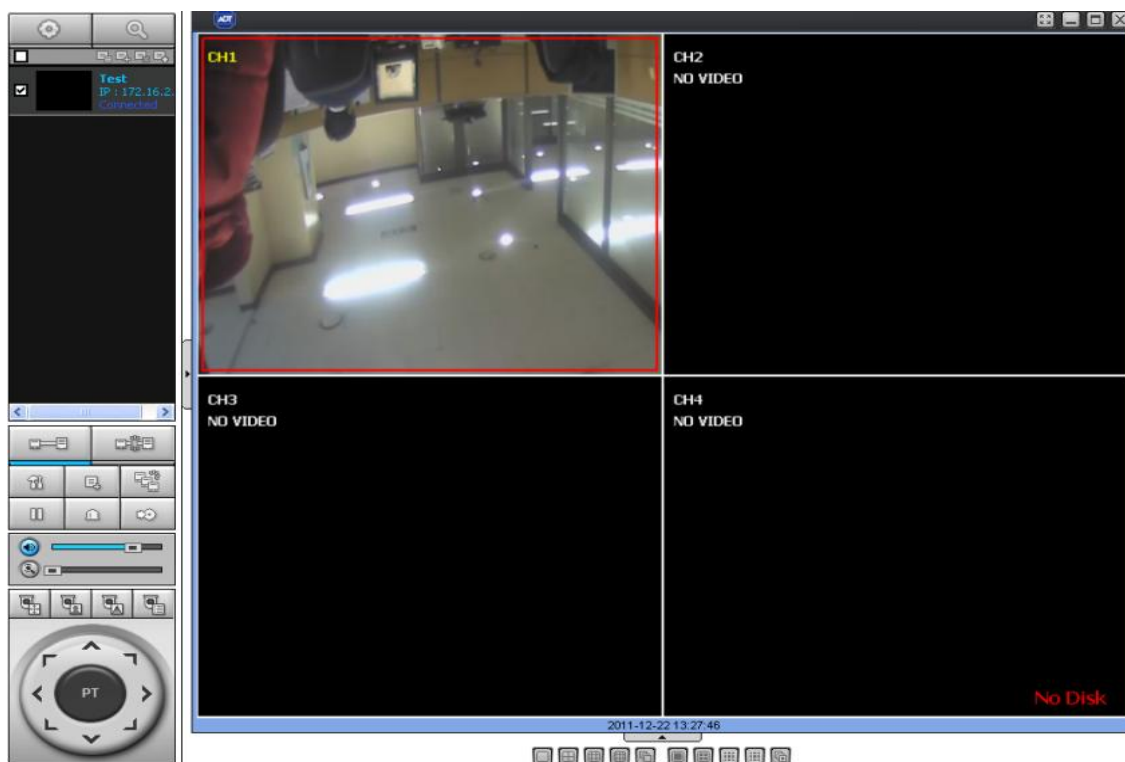 ADT
Test
IP : 172.16.2.
Connected
CH1
CH2
NO VIDEO
CH3
NO VIDEO
CH4
NO VIDEO
No Disk
PT
2011-12-22 13:27:46